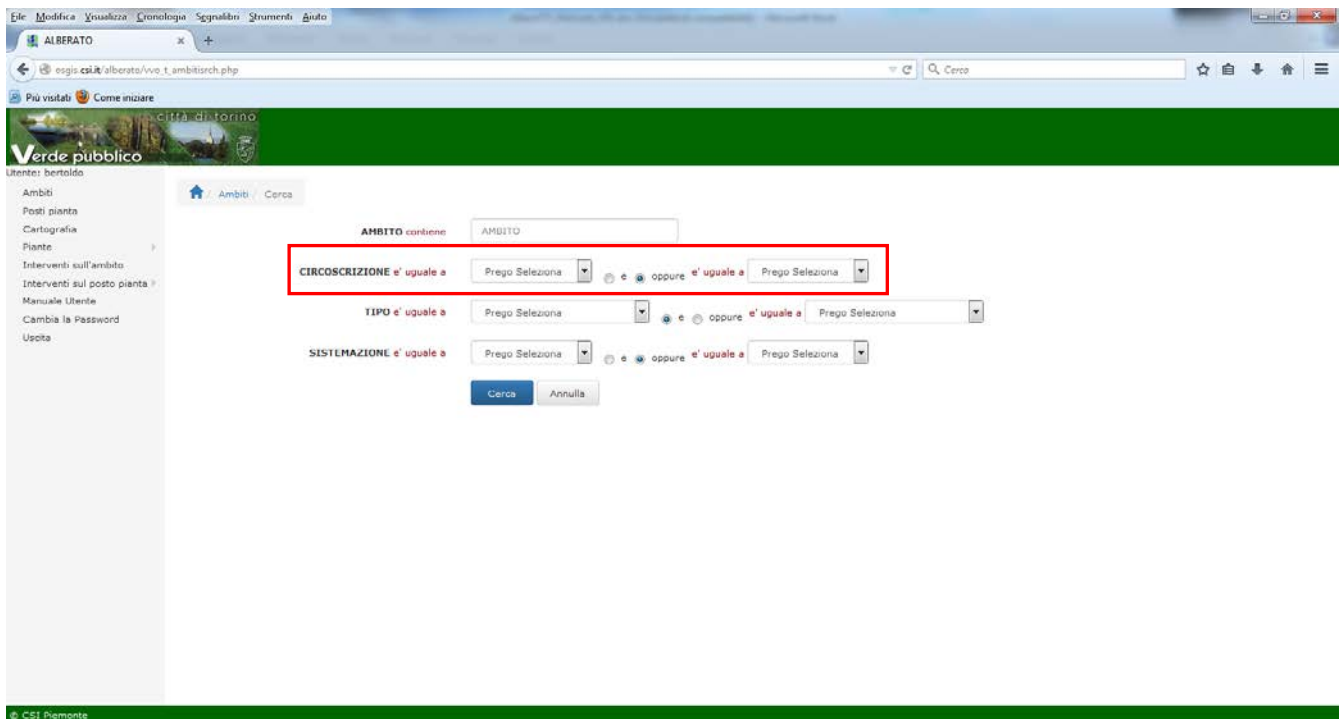 File Modifica Visualizza Cronologia Segnalibri Strumenti Aiuto
ALBERATO × +
osgis.csi.it/alberato/vvo_t_ambitisrch.php
Cerca
Più visitati Come iniziare
città di torino
Verde pubblico
Utente: bertoldo
Ambiti
Posti pianta
Cartografia
Piante
Interventi sull'ambito
Interventi sul posto pianta
Manuale Utente
Cambia la Password
Uscita
/ Ambiti / Cerca
AMBITO contiene AMBITO
CIRCOSCRIZIONE e' uguale a Prego Seleziona e oppure e' uguale a Prego Seleziona
TIPO e' uguale a Prego Seleziona e oppure e' uguale a Prego Seleziona
SISTEMAZIONE e' uguale a Prego Seleziona e oppure e' uguale a Prego Seleziona
Cerca Annulla
© CSI Piemonte